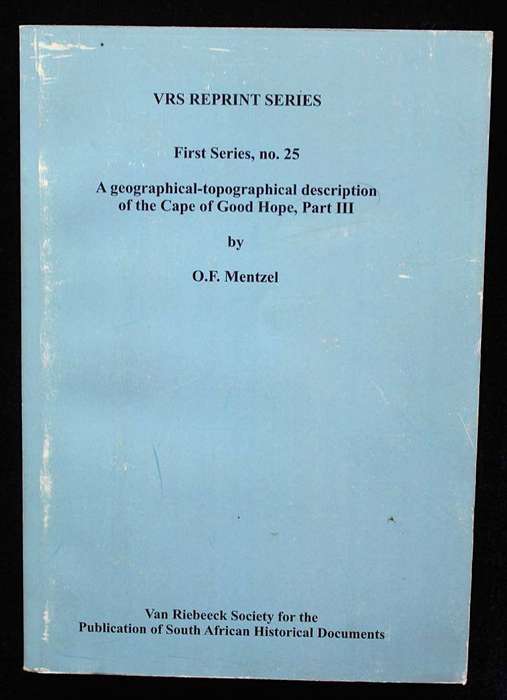 VRS REPRINT SERIES
First Series, no. 25
A geographical-topographical description
of the Cape of Good Hope, Part III
by
O.F. Mentzel
Van Riebeeck Society for the
Publication of South African Historical Documents